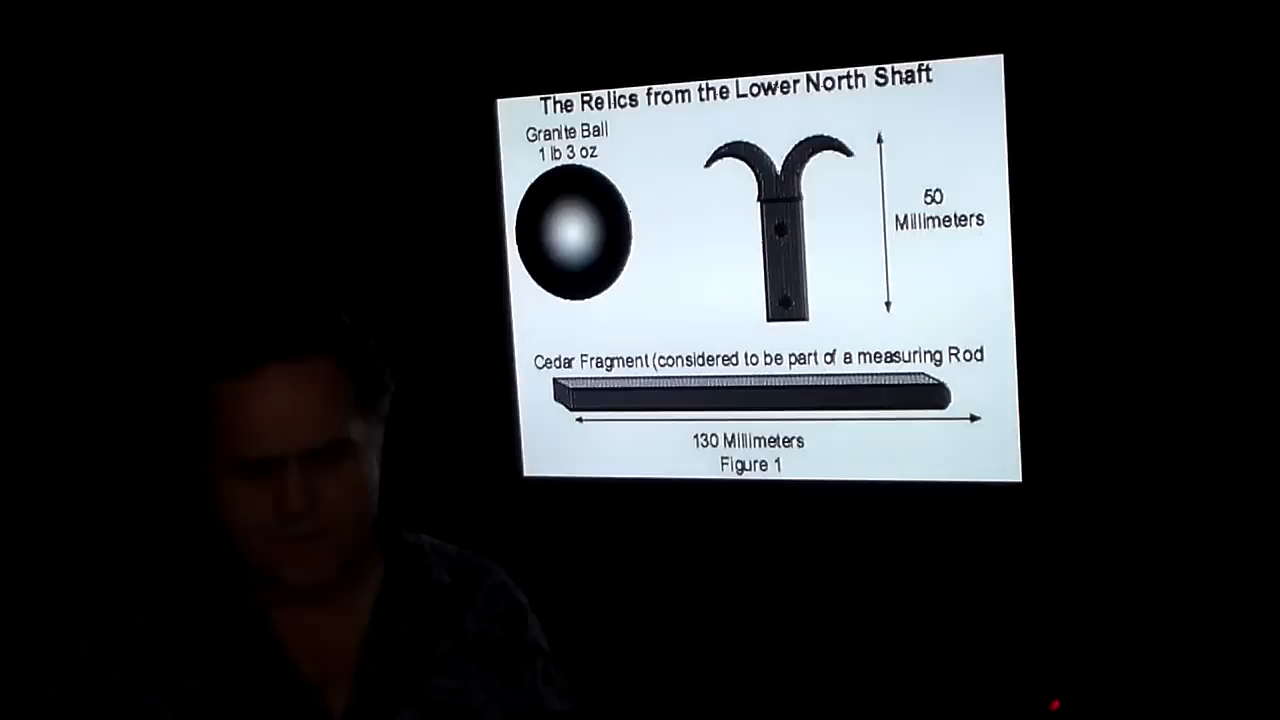 The Relics from the Lower North Shaft
Granite Ball
1 lb 3 oz
50
Millimeters
Cedar Fragment (considered to be part of a measuring Rod
130 Millimeters
Figure 1